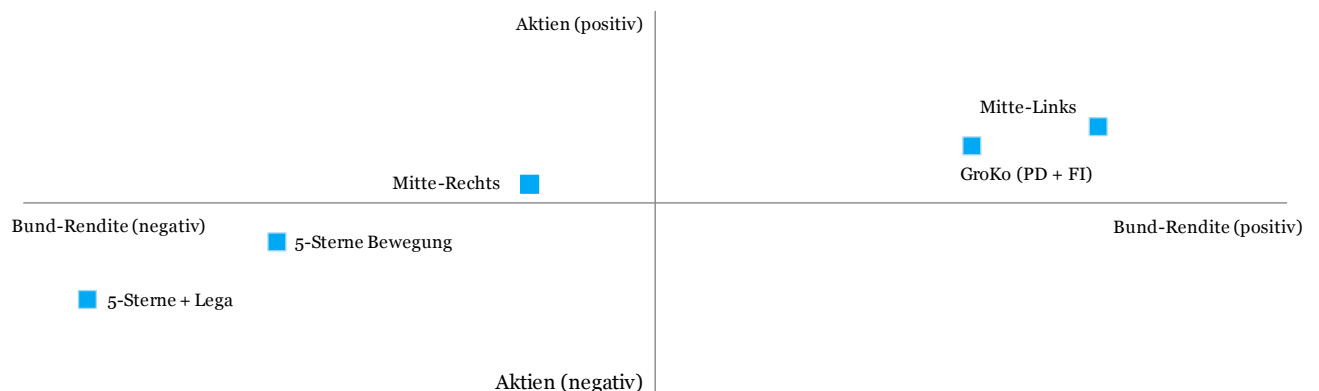 Aktien (positiv)
Mitte-Links
GroKo (PD + FI)
Mitte-Rechts
Bund-Rendite (negativ)
Bund-Rendite (positiv)
5-Sterne Bewegung
5-Sterne + Lega
Aktien (negativ)